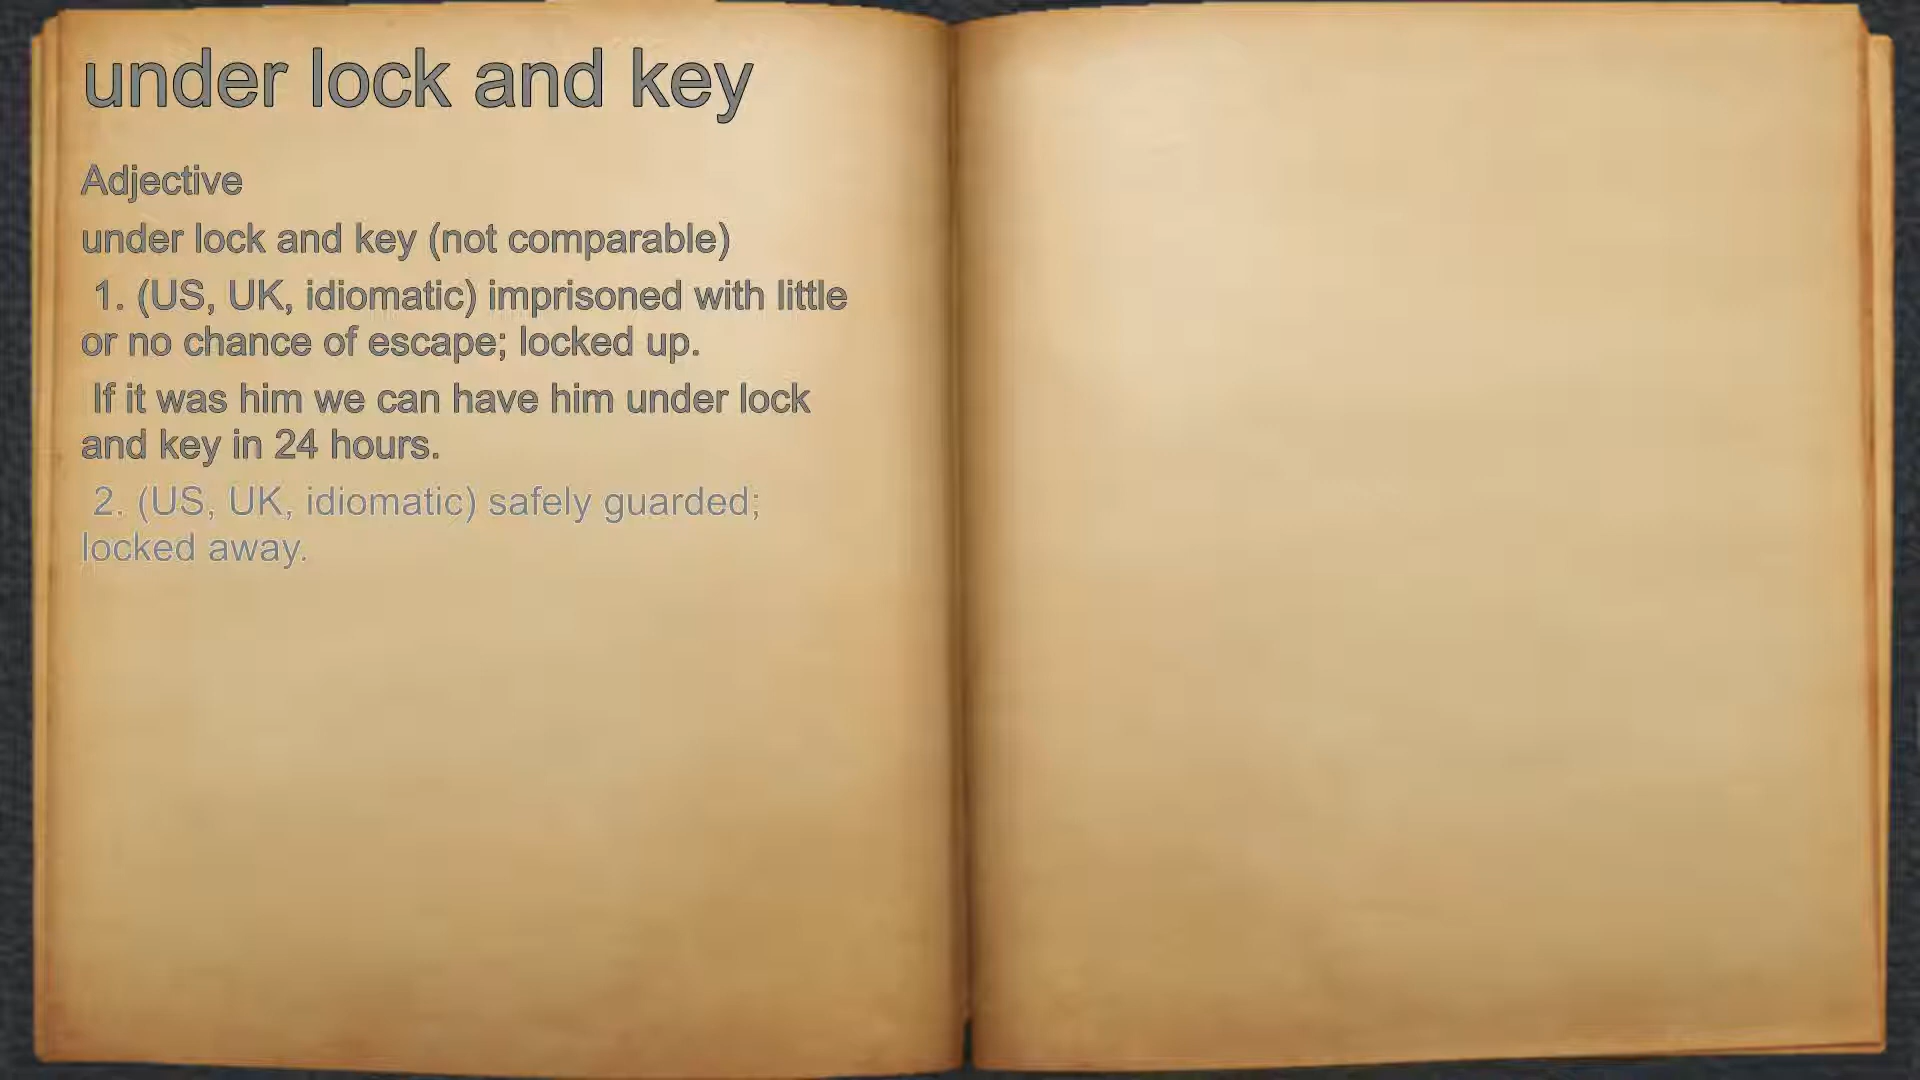 under lock and key
Adjective
under lock and key (not comparable)
1. (US, UK, idiomatic) imprisoned with little
or no chance of escape; locked up.
If it was him we can have him under lock
and key in 24 hours.
2. (US, UK, idiomatic) safely guarded;
locked away.